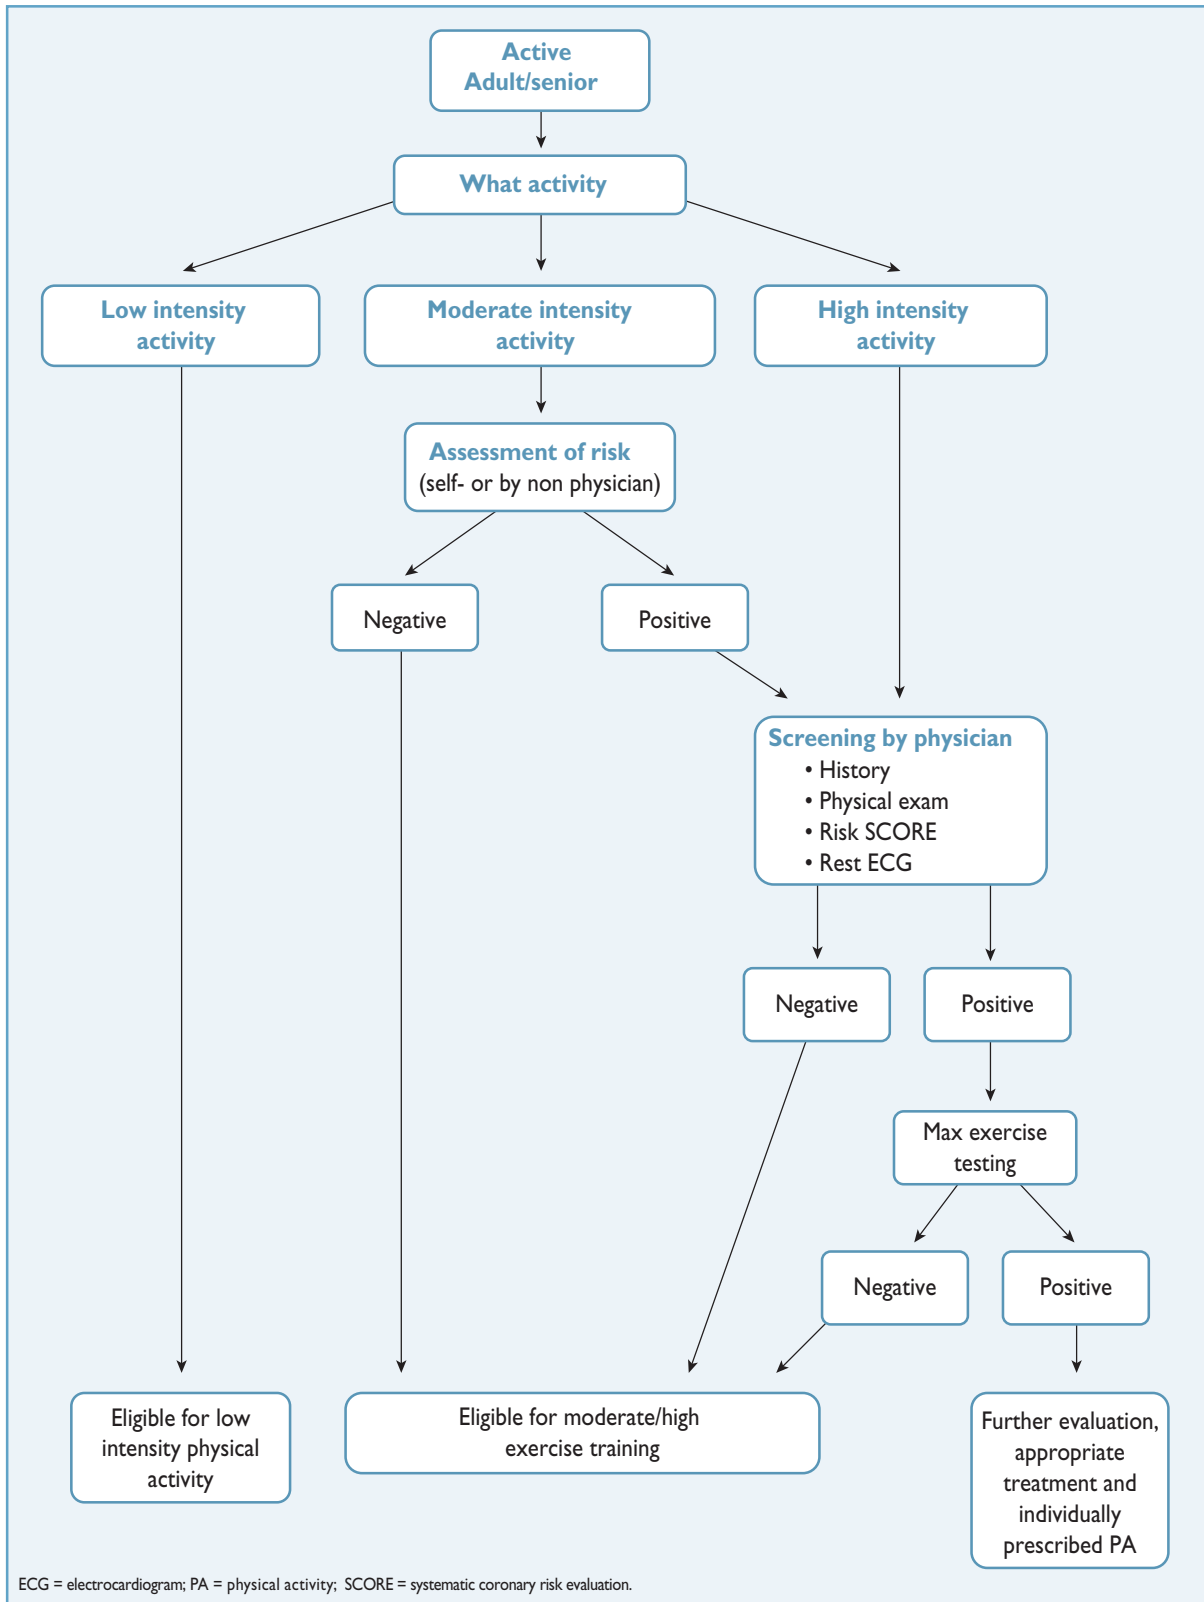 Active
Adult/senior
What activity
Low intensity
activity
Moderate intensity
activity
High intensity
activity
Assessment of risk
(self- or by non physician)
Negative
Positive
Screening by physician
• History
• Physical exam
• Risk SCORE
• Rest ECG
Negative
Positive
Max exercise
testing
Negative
Positive
Eligible for low
intensity physical
activity
Eligible for moderate/high
exercise training
Further evaluation,
appropriate
treatment and
individually
prescribed PA
ECG = electrocardiogram; PA = physical activity; SCORE = systematic coronary risk evaluation.